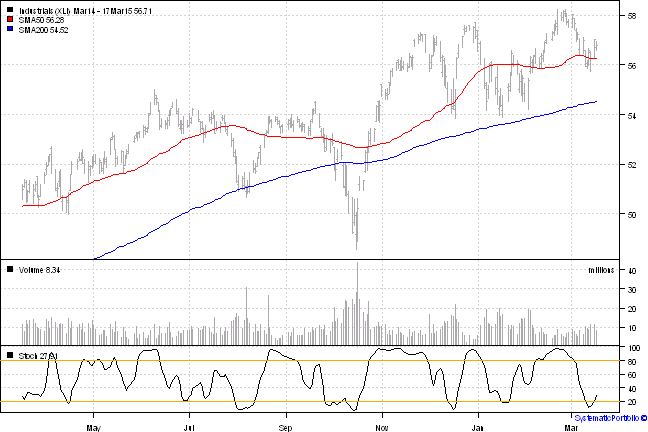 Industrials (XLI) Mar14 - 17Mar15 56.71
SMA50 56.28
SMA200 54.52
58
56
54
52
50
Volume 8.34
millions
40
30
20
10
Stoch 27.91
100
80
60
40
20
May
Jul
Sep
Nov
Jan
Mar
SystematicPortfolio ©